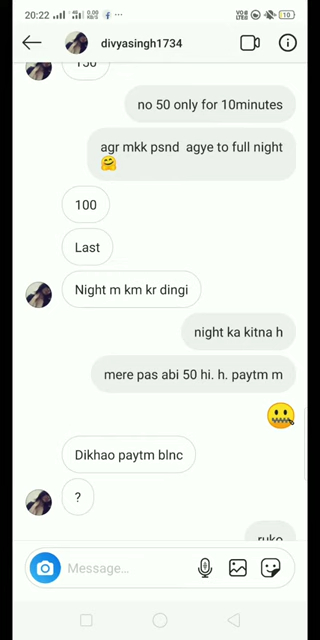 20:22
divyasingh1734
150
no 50 only for 10minutes
agr mkk psnd agye to full night
🤗
100
Last
Night m km kr dingi
night ka kitna h
mere pas abi 50 hi. h. paytm m
🤐
Dikhao paytm blnc
?
ruko
Message...